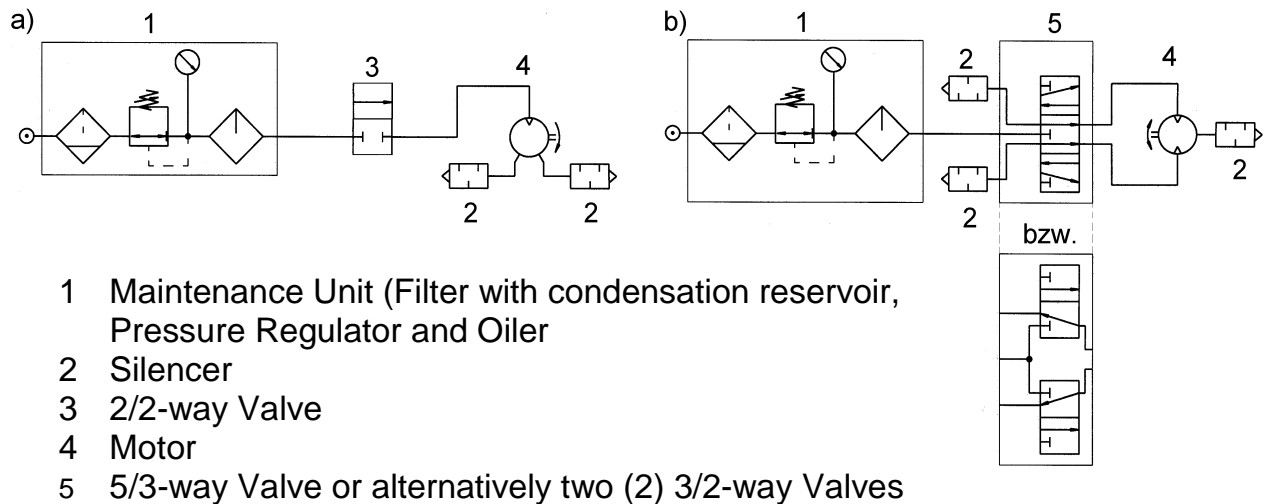 a)
1
3
4
2
2
b)
1
2
5
4
2
2
bzw.
1 Maintenance Unit (Filter with condensation reservoir,
Pressure Regulator and Oiler
2 Silencer
3 2/2-way Valve
4 Motor
5 5/3-way Valve or alternatively two (2) 3/2-way Valves